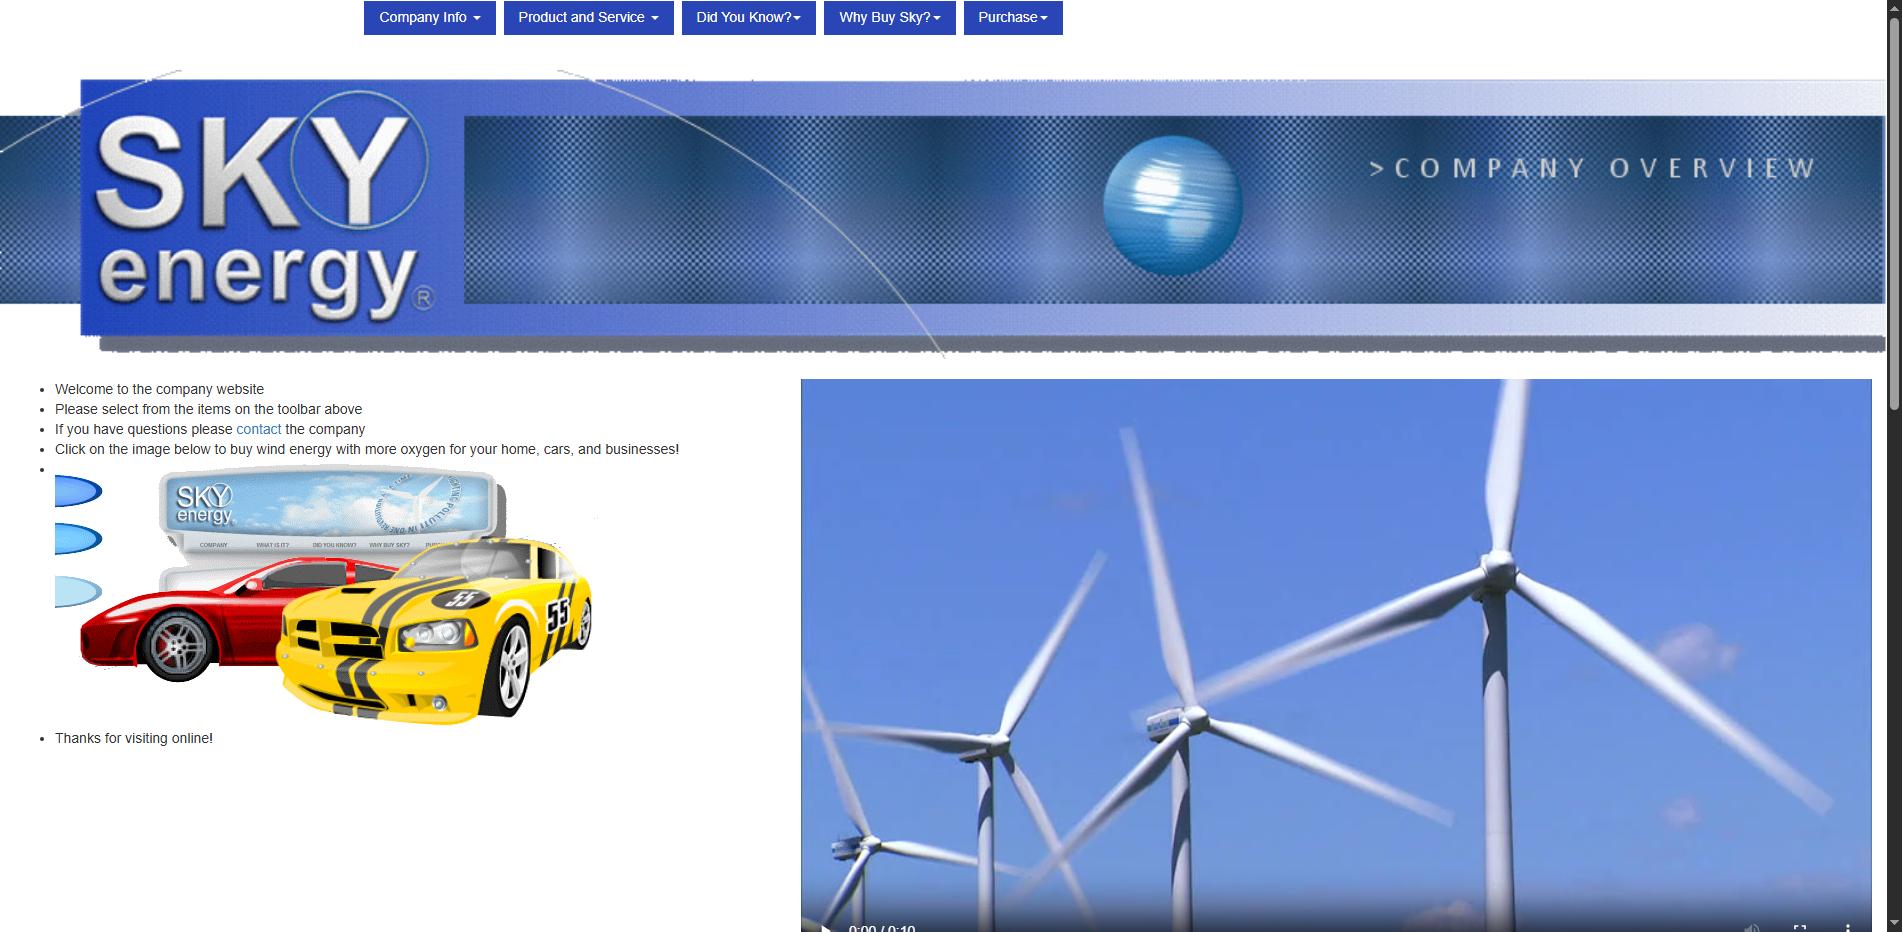 Company Info
Product and Service
Did You Know?
Why Buy Sky?
Purchase
SKY
energy®
>COMPANY OVERVIEW
Welcome to the company website
Please select from the items on the toolbar above
If you have questions please contact the company
Click on the image below to buy wind energy with more oxygen for your home, cars, and businesses!
SKY
energy
COMPANY WHAT IS IT? DID YOU KNOW? WHY BUY SKY?
55
55
Thanks for visiting online!
0:00 / 0:10